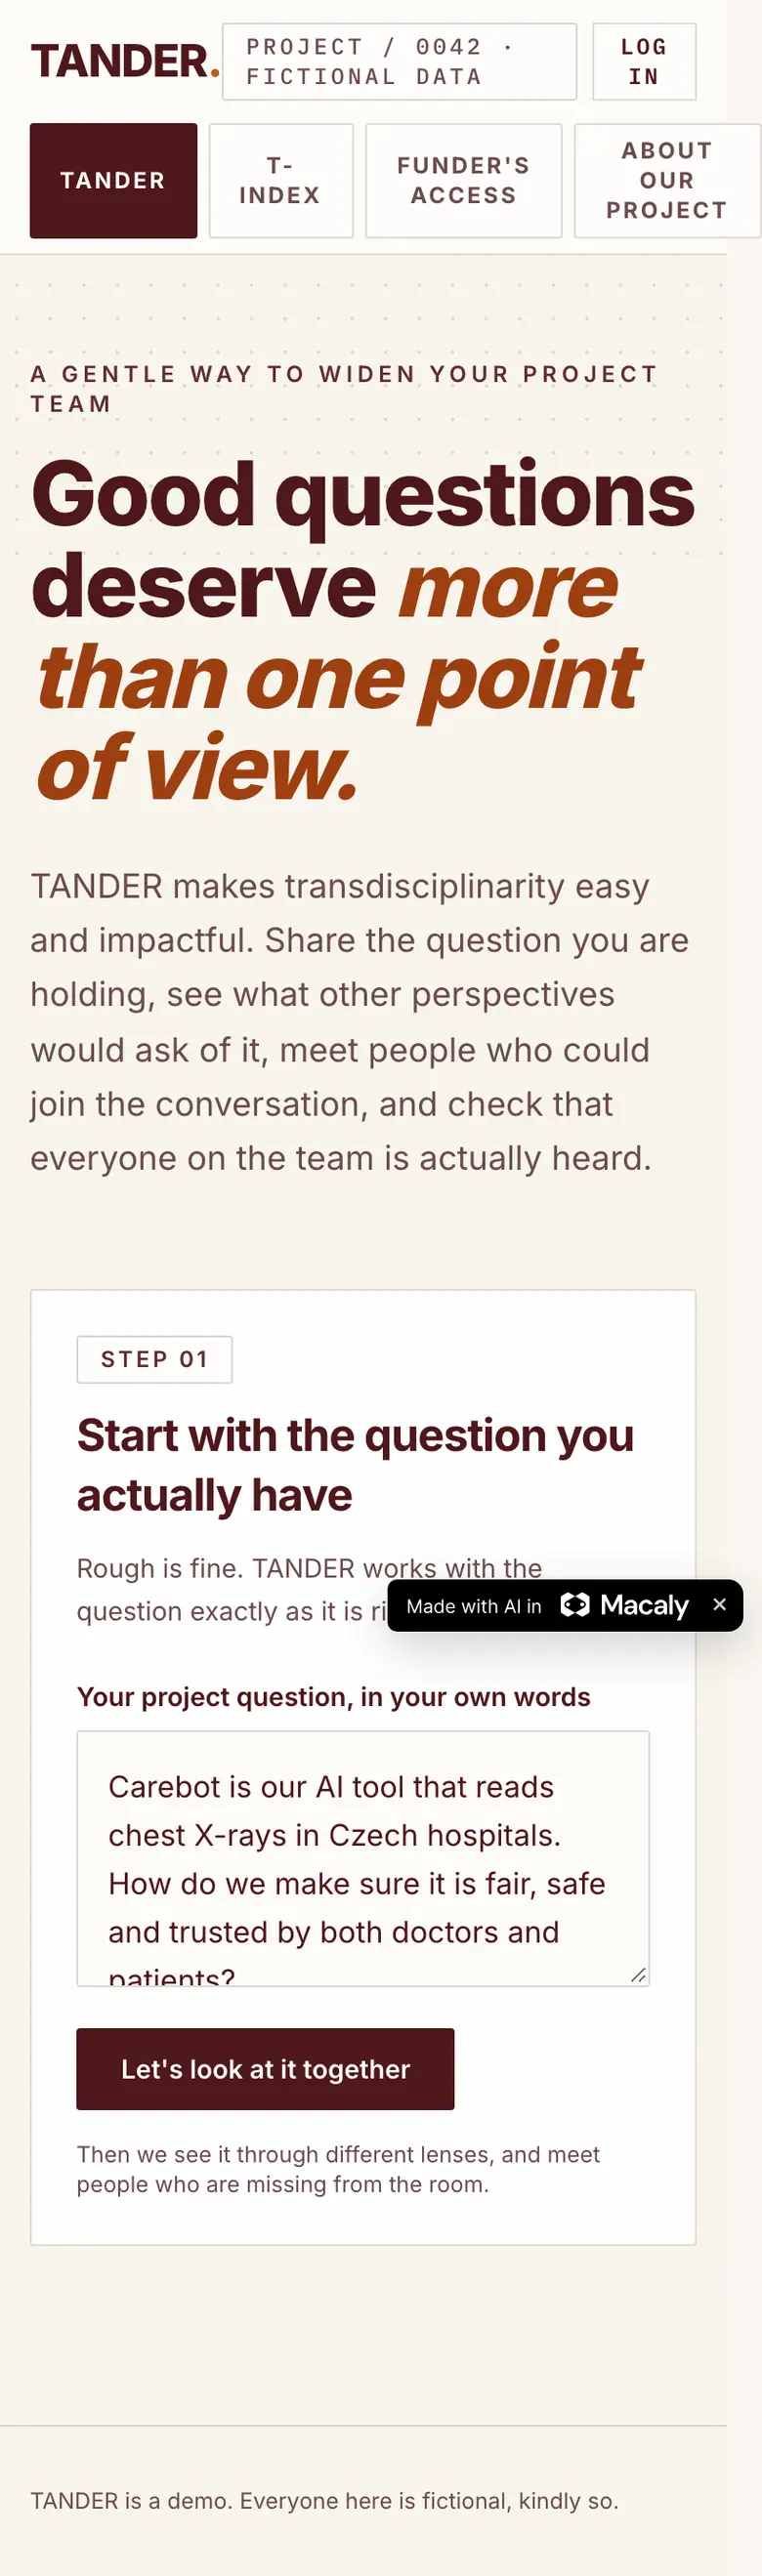 TANDER.
PROJECT / 0042 ·
FICTIONAL DATA
LOG
IN
TANDER
T-
INDEX
FUNDER'S
ACCESS
ABOUT
OUR
PROJECT
A GENTLE WAY TO WIDEN YOUR PROJECT
TEAM
Good questions
deserve more
than one point
of view.
TANDER makes transdisciplinarity easy
and impactful. Share the question you are
holding, see what other perspectives
would ask of it, meet people who could
join the conversation, and check that
everyone on the team is actually heard.
STEP 01
Start with the question you
actually have
Rough is fine. TANDER works with the
question exactly as it is
Made with AI in Macaly ×
Your project question, in your own words
Carebot is our AI tool that reads
chest X-rays in Czech hospitals.
How do we make sure it is fair, safe
and trusted by both doctors and
patients?
Let's look at it together
Then we see it through different lenses, and meet
people who are missing from the room.
TANDER is a demo. Everyone here is fictional, kindly so.